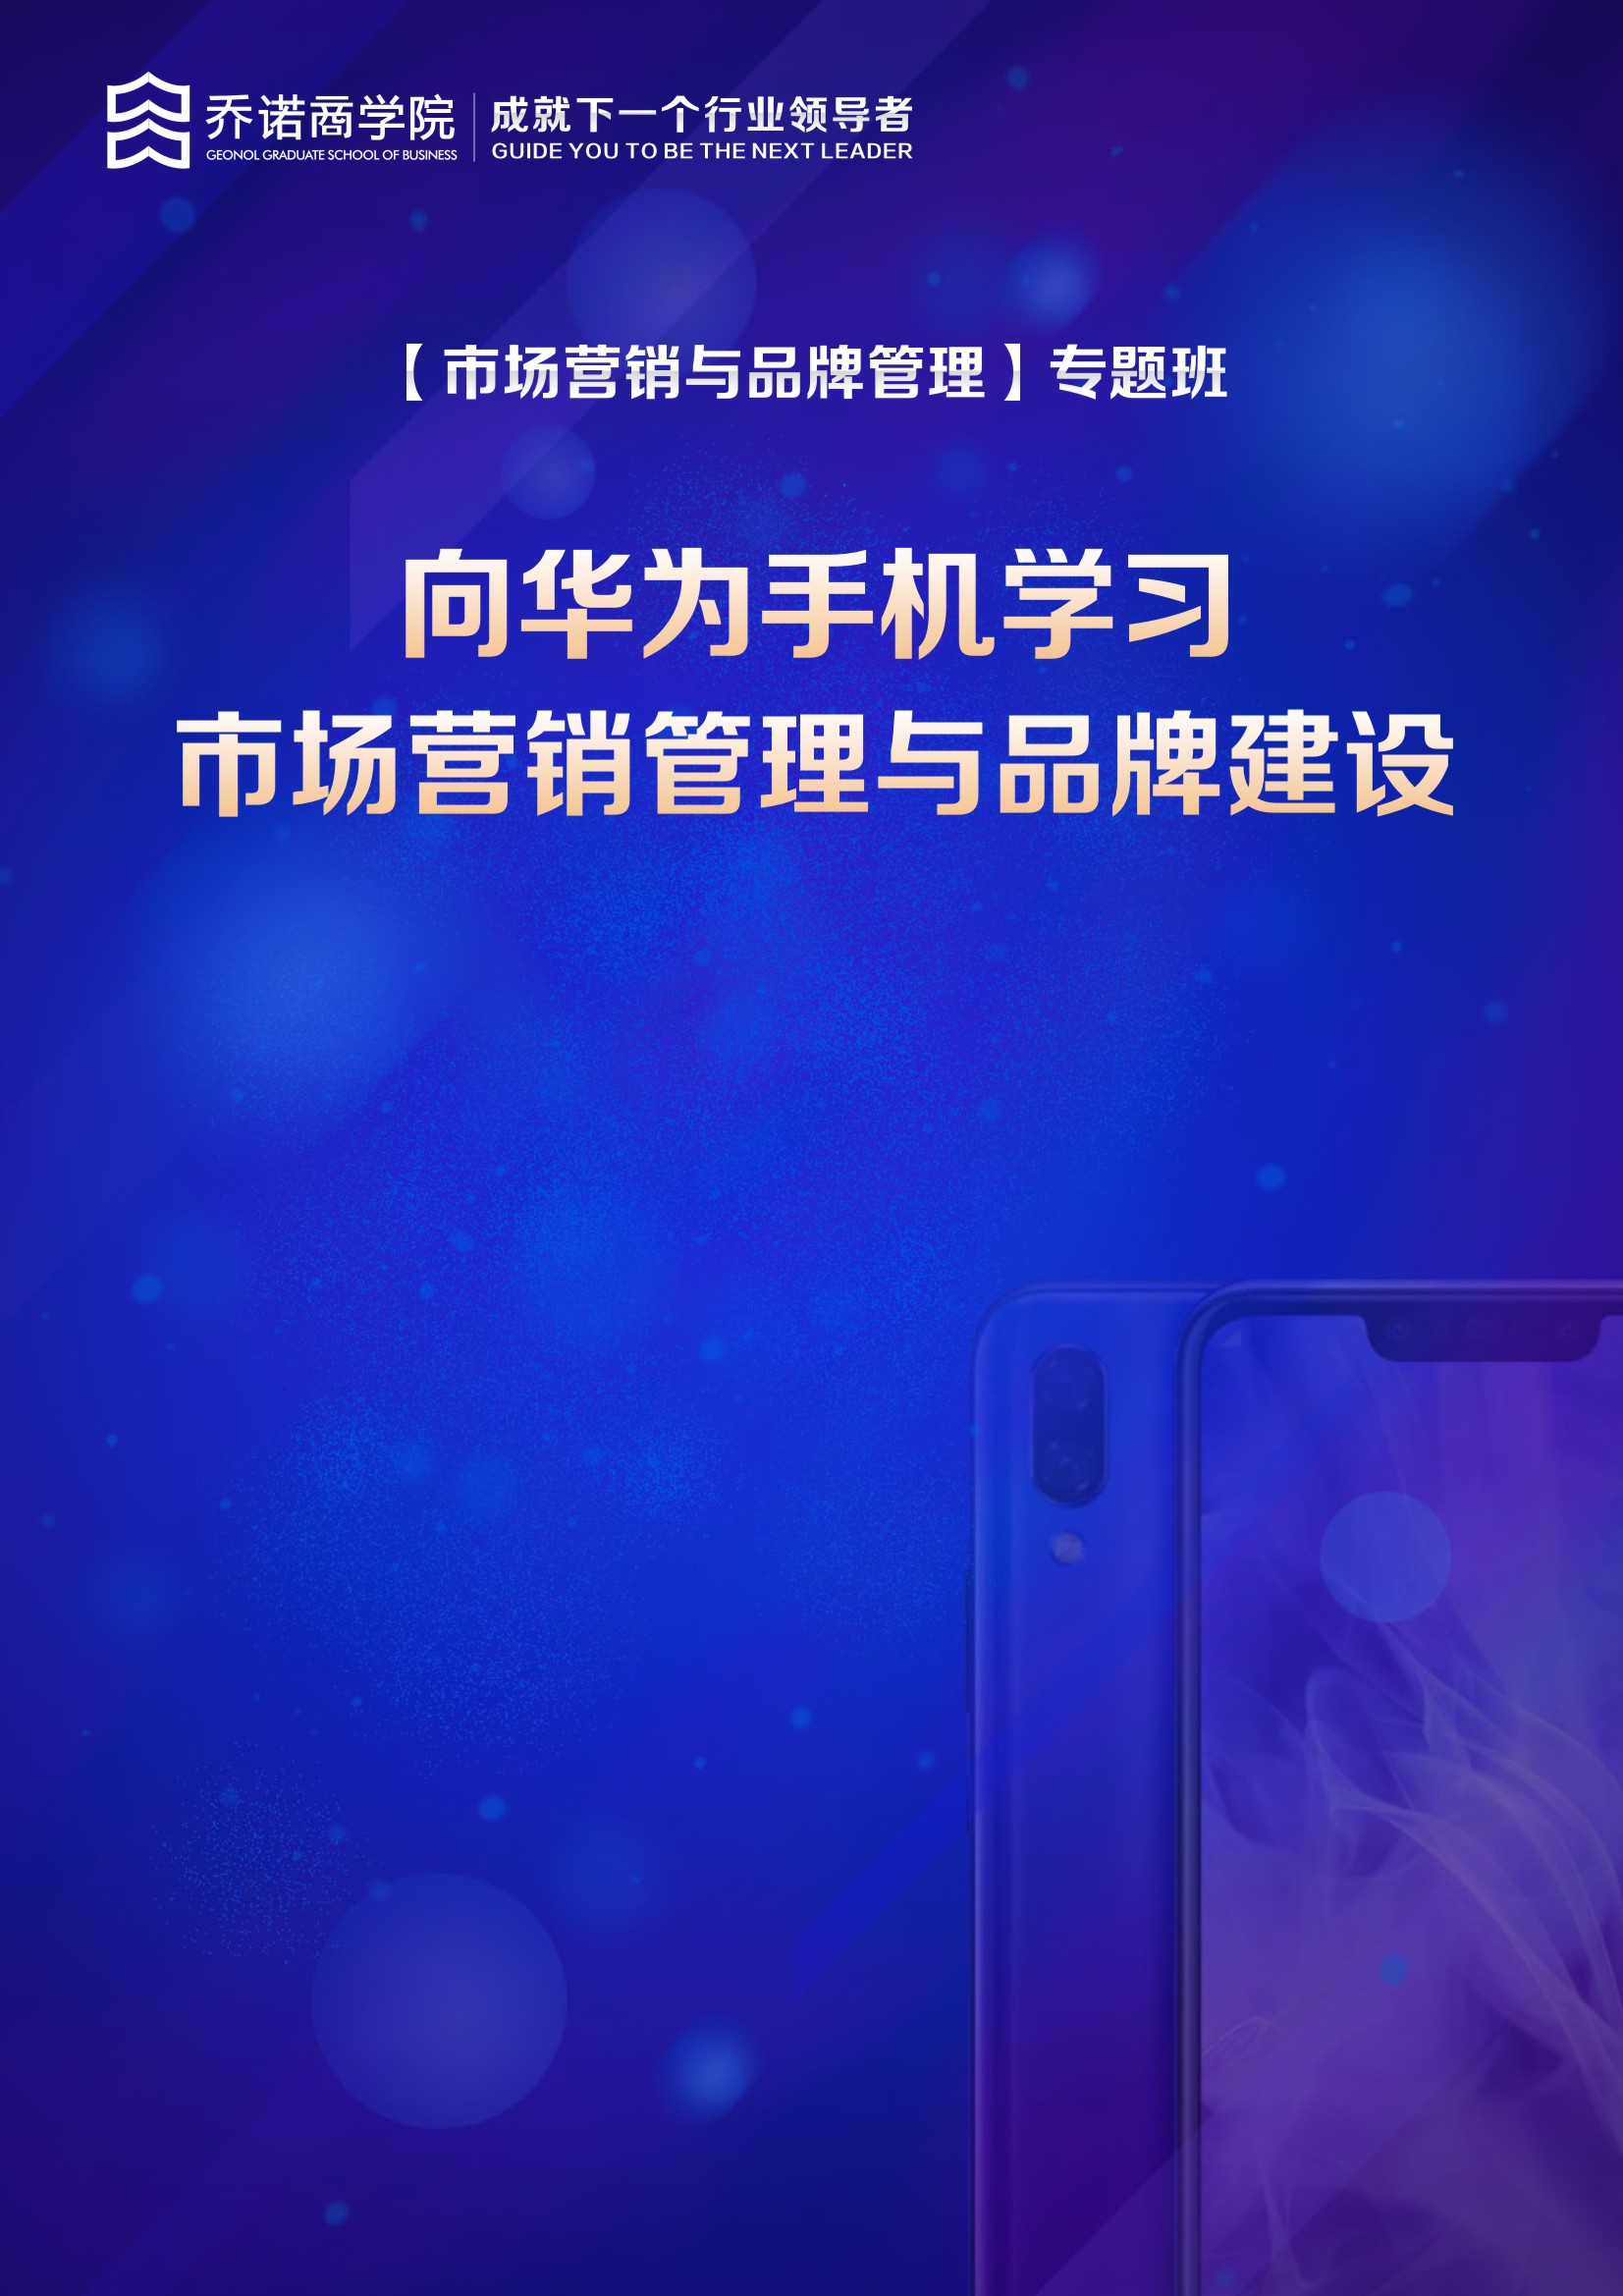 乔诺商学院
GEONOL GRADUATE SCHOOL OF BUSINESS
成就下一个行业领导者
GUIDE YOU TO BE THE NEXT LEADER
【市场营销与品牌管理】专题班
向华为手机学习
市场营销管理与品牌建设